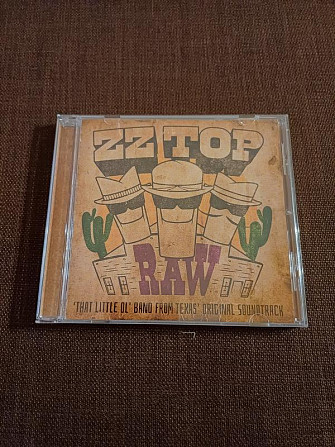 ZZ TOP
RAW
'THAT LITTLE OL' BAND FROM TEXAS' ORIGINAL SOUNDTRACK